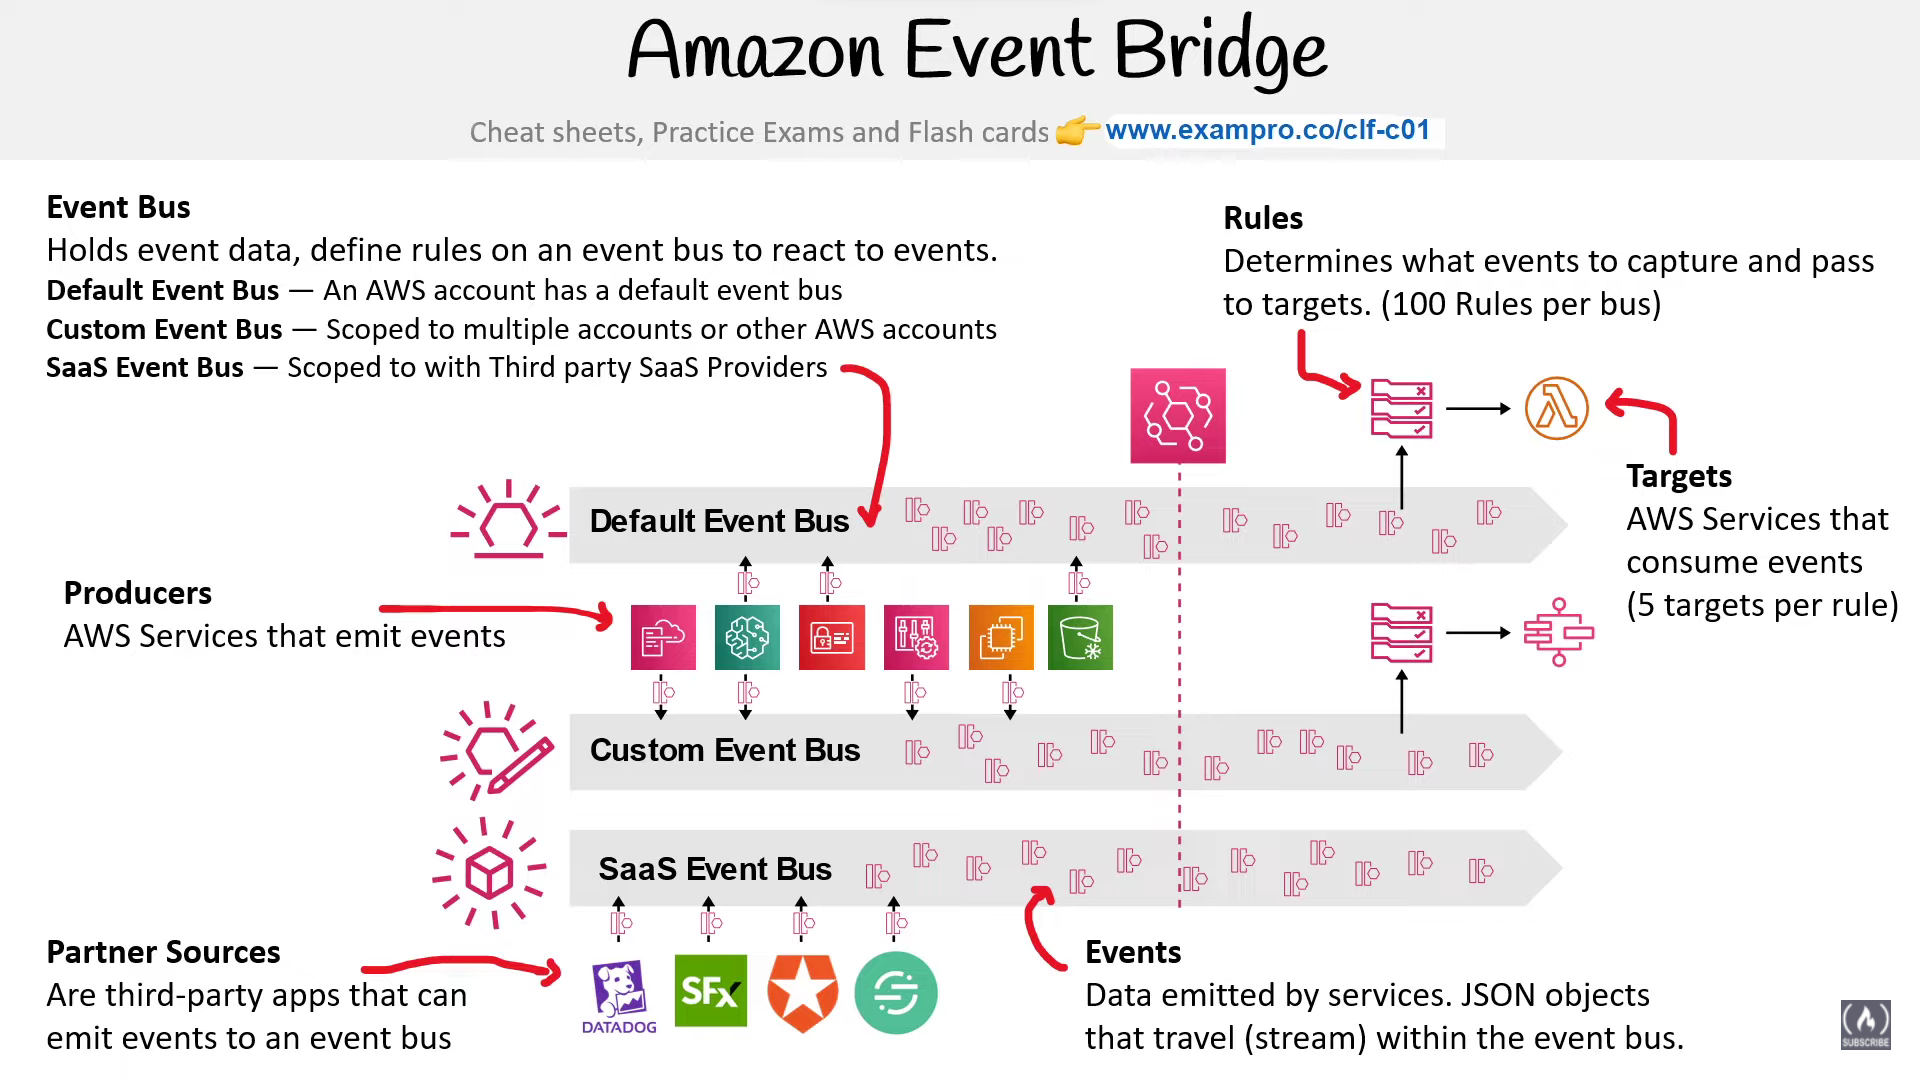 Amazon Event Bridge
Cheat sheets, Practice Exams and Flash cards 👉 www.exampro.co/clf-c01
Event Bus
Holds event data, define rules on an event bus to react to events.
Default Event Bus — An AWS account has a default event bus
Custom Event Bus — Scoped to multiple accounts or other AWS accounts
SaaS Event Bus — Scoped to with Third party SaaS Providers
Rules
Determines what events to capture and pass
to targets. (100 Rules per bus)
Targets
AWS Services that
consume events
(5 targets per rule)
Default Event Bus
Producers
AWS Services that emit events
Custom Event Bus
SaaS Event Bus
Partner Sources
Are third-party apps that can
emit events to an event bus
DATADOG
SFx
Events
Data emitted by services. JSON objects
that travel (stream) within the event bus.
SUBSCRIBE